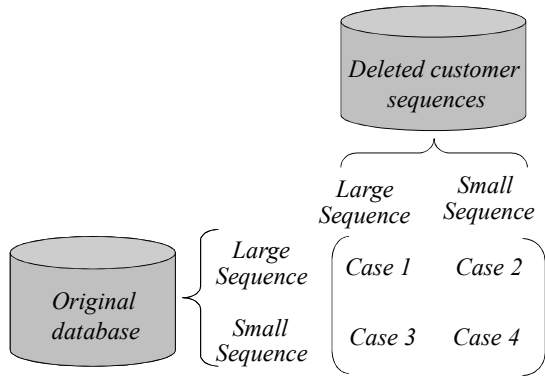 Deleted customer
sequences
Large
Sequence
Small
Sequence
Original
database
Large
Sequence
Case 1 Case 2
Small
Sequence
Case 3 Case 4